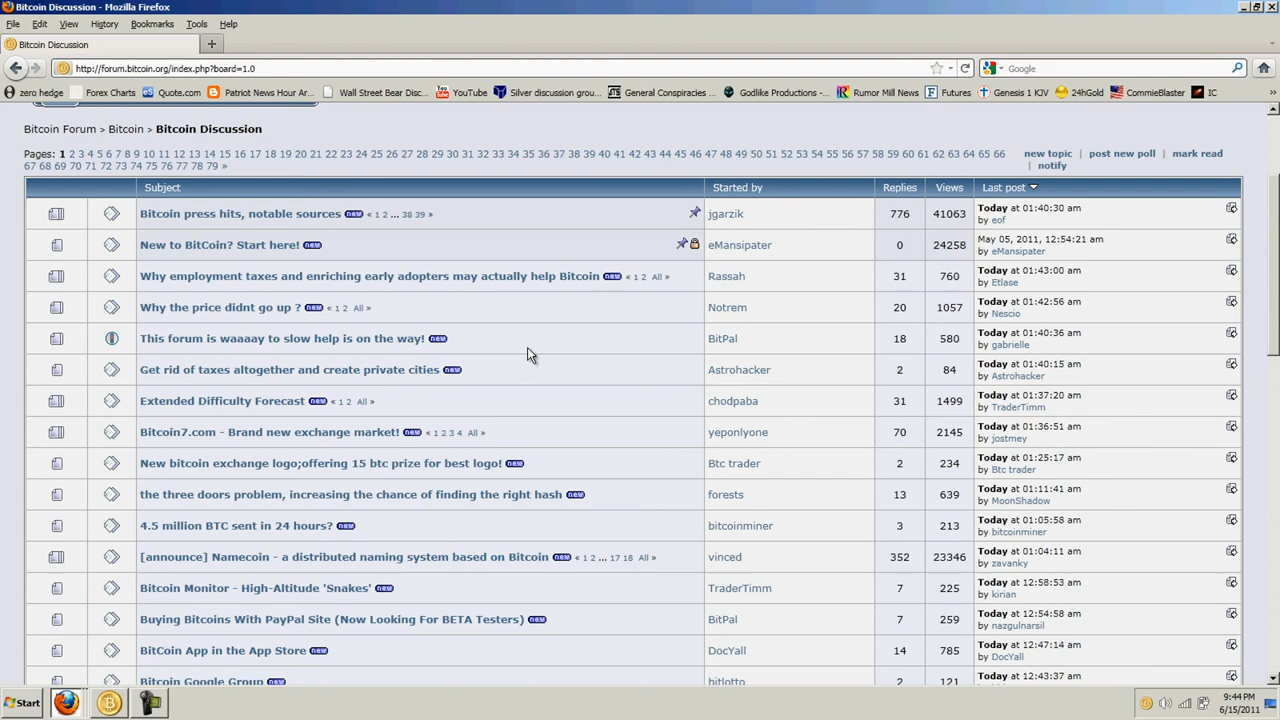 Bitcoin Discussion - Mozilla Firefox
File Edit View History Bookmarks Tools Help
Bitcoin Discussion
http://forum.bitcoin.org/index.php?board=1.0
Google
zero hedge Forex Charts Quote.com Patriot News Hour Ar... Wall Street Bear Disc... YouTube Silver discussion grou... General Conspiracies ... Godlike Productions -... Rumor Mill News Futures Genesis 1 KJV 24hGold CommieBlaster IC
Bitcoin Forum > Bitcoin > Bitcoin Discussion
Pages: 1 2 3 4 5 6 7 8 9 10 11 12 13 14 15 16 17 18 19 20 21 22 23 24 25 26 27 28 29 30 31 32 33 34 35 36 37 38 39 40 41 42 43 44 45 46 47 48 49 50 51 52 53 54 55 56 57 58 59 60 61 62 63 64 65 66 new topic | post new poll | mark read
67 68 69 70 71 72 73 74 75 76 77 78 79 » | notify
Subject Started by Replies Views Last post
Bitcoin press hits, notable sources new « 1 2 ... 38 39 » jgarzik 776 41063 Today at 01:40:30 am
by eof
New to BitCoin? Start here! new eMansipater 0 24258 May 05, 2011, 12:54:21 am
by eMansipater
Why employment taxes and enriching early adopters may actually help Bitcoin new « 1 2 All » Rassah 31 760 Today at 01:43:00 am
by Etlase
Why the price didnt go up ? new « 1 2 All » Notrem 20 1057 Today at 01:42:56 am
by Nescio
This forum is waaaay to slow help is on the way! new BitPal 18 580 Today at 01:40:36 am
by gabrielle
Get rid of taxes altogether and create private cities new Astrohacker 2 84 Today at 01:40:15 am
by Astrohacker
Extended Difficulty Forecast new « 1 2 All » chodpaba 31 1499 Today at 01:37:20 am
by TraderTimm
Bitcoin7.com - Brand new exchange market! new « 1 2 3 4 All » yeponlyone 70 2145 Today at 01:36:51 am
by jostmey
New bitcoin exchange logo;offering 15 btc prize for best logo! new Btc trader 2 234 Today at 01:25:17 am
by Btc trader
the three doors problem, increasing the chance of finding the right hash new forests 13 639 Today at 01:11:41 am
by MoonShadow
4.5 million BTC sent in 24 hours? new bitcoinminer 3 213 Today at 01:05:58 am
by bitcoinminer
[announce] Namecoin - a distributed naming system based on Bitcoin new « 1 2 ... 17 18 All » vinced 352 23346 Today at 01:04:11 am
by zavanky
Bitcoin Monitor - High-Altitude 'Snakes' new TraderTimm 7 225 Today at 12:58:53 am
by kirian
Buying Bitcoins With PayPal Site (Now Looking For BETA Testers) new BitPal 7 259 Today at 12:54:58 am
by nazgulnarsil
BitCoin App in the App Store new DocYall 14 785 Today at 12:47:14 am
by DocYall
Bitcoin Google Group new bitlotto 2 121 Today at 12:43:37 am
Start 9:44 PM
6/15/2011